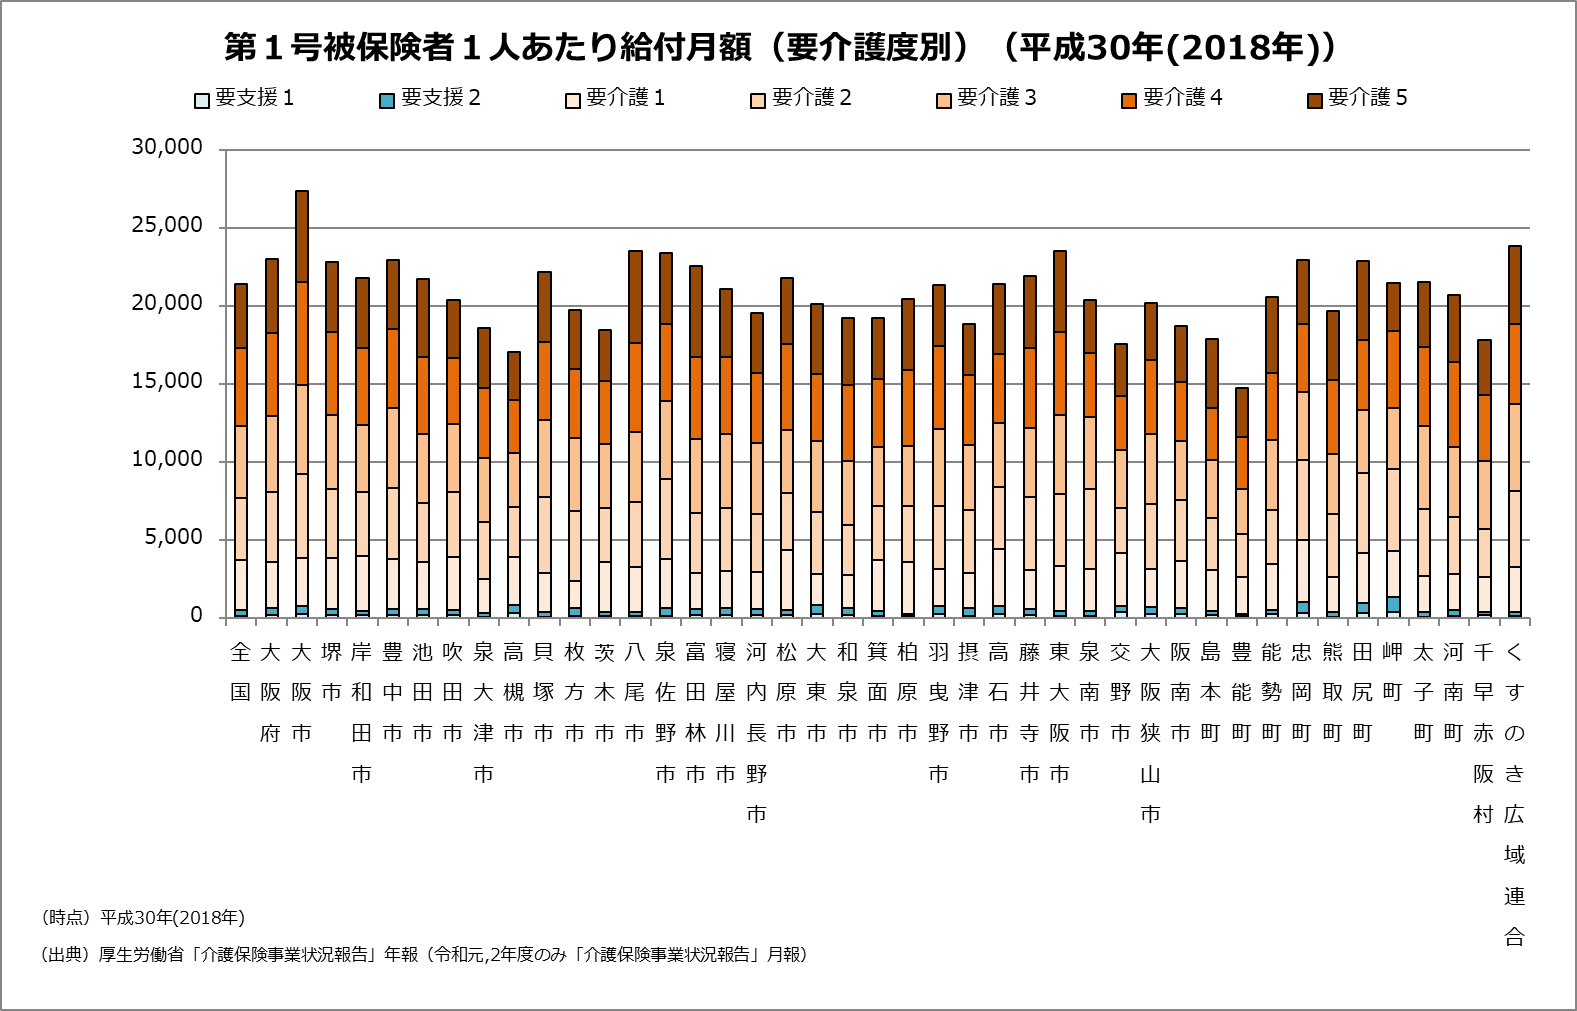 第１号被保険者１人あたり給付月額（要介護度別）（平成30年(2018年)）
要支援１ 要支援２ 要介護１ 要介護２ 要介護３ 要介護４ 要介護５
30,000
25,000
20,000
15,000
10,000
5,000
0
全国
大阪府
大阪市
堺市
岸和田市
豊中市
池田市
吹田市
泉大津市
高槻市
貝塚市
枚方市
茨木市
八尾市
泉佐野市
富田林市
寝屋川市
河内長野市
松原市
大東市
和泉市
箕面市
柏原市
羽曳野市
摂津市
高石市
藤井寺市
東大阪市
泉南市
交野市
大阪狭山市
阪南市
島本町
豊能町
能勢町
忠岡町
熊取町
田尻町
岬町
太子町
河南町
千早赤阪村
くすのき広域連合
（時点）平成30年(2018年)
（出典）厚生労働省「介護保険事業状況報告」年報（令和元,2年度のみ「介護保険事業状況報告」月報）